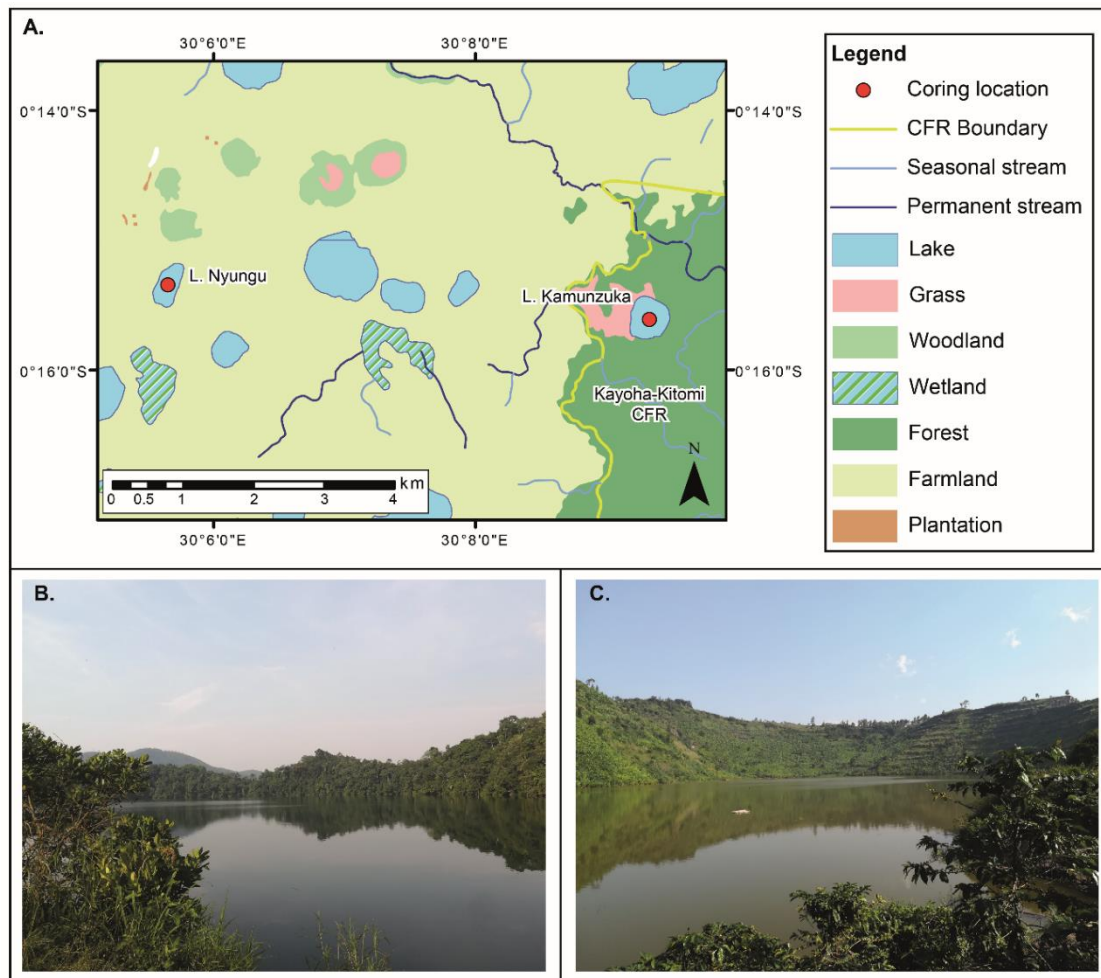 A.
30°6'0"E
30°8'0"E
0°14'0"S
0°14'0"S
L. Nyungu
L. Kamunzuka
0°16'0"S
0°16'0"S
Kayoha-Kitomi
CFR
N
km
0 0.5 1 2 3 4
30°6'0"E
30°8'0"E
Legend
Coring location
CFR Boundary
Seasonal stream
Permanent stream
Lake
Grass
Woodland
Wetland
Forest
Farmland
Plantation
B.
C.